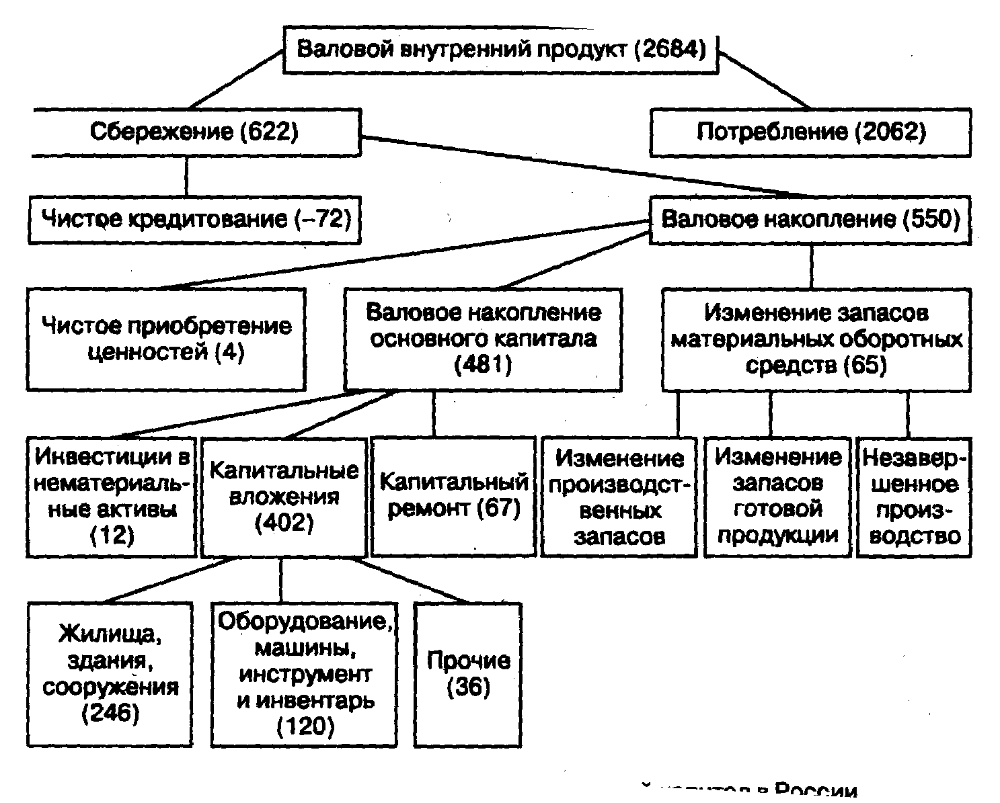 Валовой внутренний продукт (2684)
Сбережение (622)
Потребление (2062)
Чистое кредитование (–72)
Валовое накопление (550)
Чистое приобретение
ценностей (4)
Валовое накопление
основного капитала
(481)
Изменение запасов
материальных оборотных
средств (65)
Инвестиции в
нематериаль-
ные активы
(12)
Капитальные
вложения
(402)
Капитальный
ремонт (67)
Изменение
производст-
венных
запасов
Изменение
запасов
готовой
продукции
Незавер-
шенное
произ-
водство
Жилища,
здания,
сооружения
(246)
Оборудование,
машины,
инструмент
и инвентарь
(120)
Прочие
(36)
в России